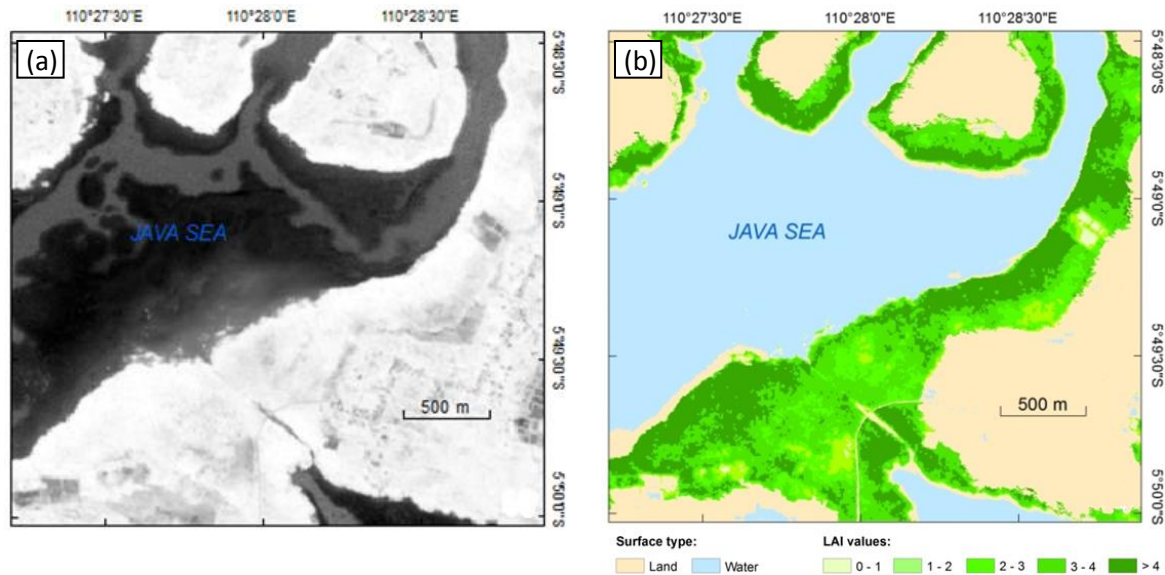 110°27'30"E 110°28'0"E 110°28'30"E
(a)
5°48'30"S
5°49'0"S
JAVA SEA
5°49'30"S
500 m
5°50'0"S
110°27'30"E 110°28'0"E 110°28'30"E
(b)
5°48'30"S
5°49'0"S
JAVA SEA
5°49'30"S
500 m
5°50'0"S
Surface type: LAI values:
Land Water 0 - 1 1 - 2 2 - 3 3 - 4 > 4